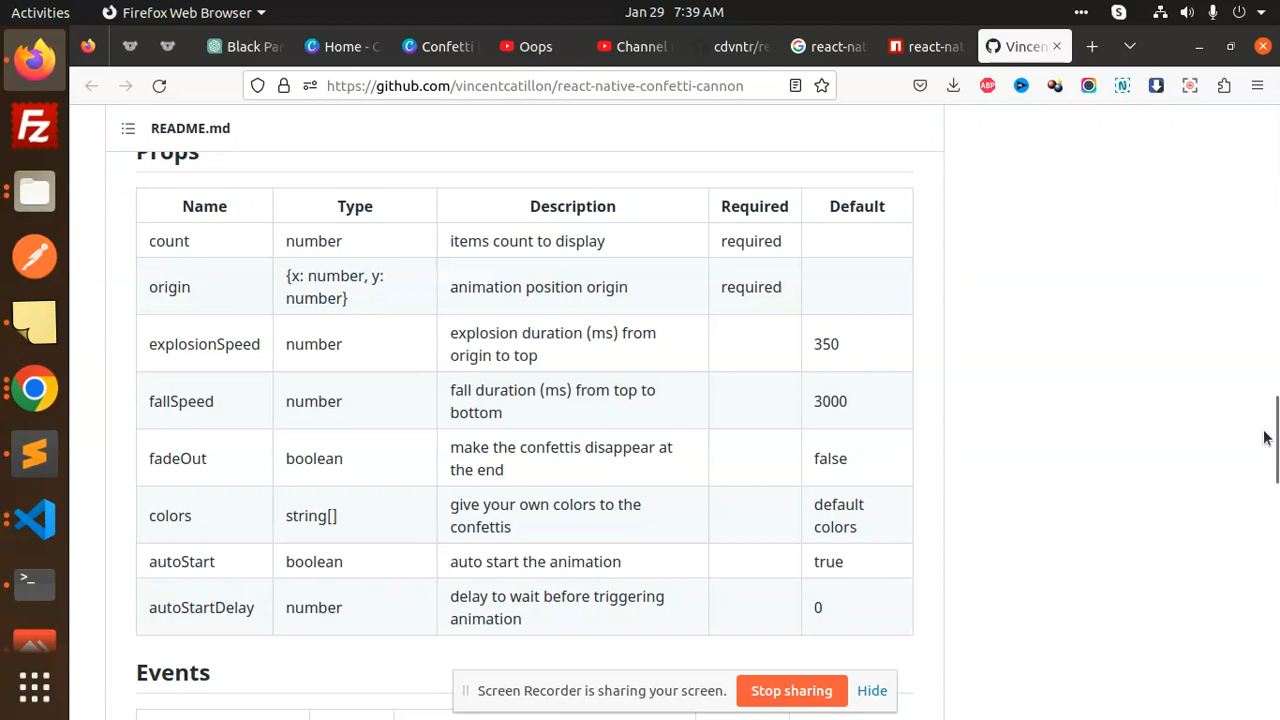 Activities
Firefox Web Browser
Jan 29 7:39 AM
Black Par
Home - C
Confetti
Oops
Channel
cdvntr/re
react-nat
react-nat
Vincen
https://github.com/vincentcatillon/react-native-confetti-cannon
README.md
Props
Name Type Description Required Default
count number items count to display required
origin {x: number, y: number} animation position origin required
explosionSpeed number explosion duration (ms) from origin to top 350
fallSpeed number fall duration (ms) from top to bottom 3000
fadeOut boolean make the confettis disappear at the end false
colors string[] give your own colors to the confettis default colors
autoStart boolean auto start the animation true
autoStartDelay number delay to wait before triggering animation 0
Events
Screen Recorder is sharing your screen. Stop sharing Hide